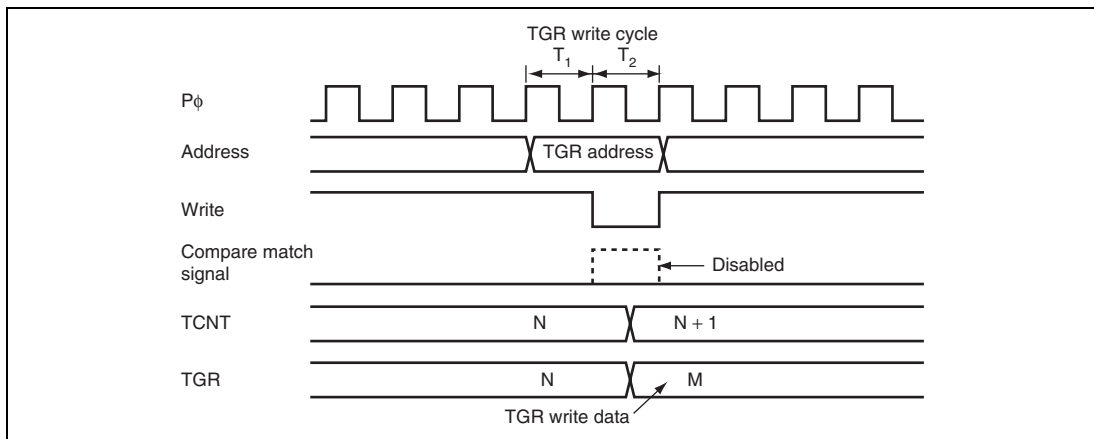 TGR write cycle
T1 T2
Pφ
Address
TGR address
Write
Compare match
signal
Disabled
TCNT
N
N + 1
TGR
N
M
TGR write data